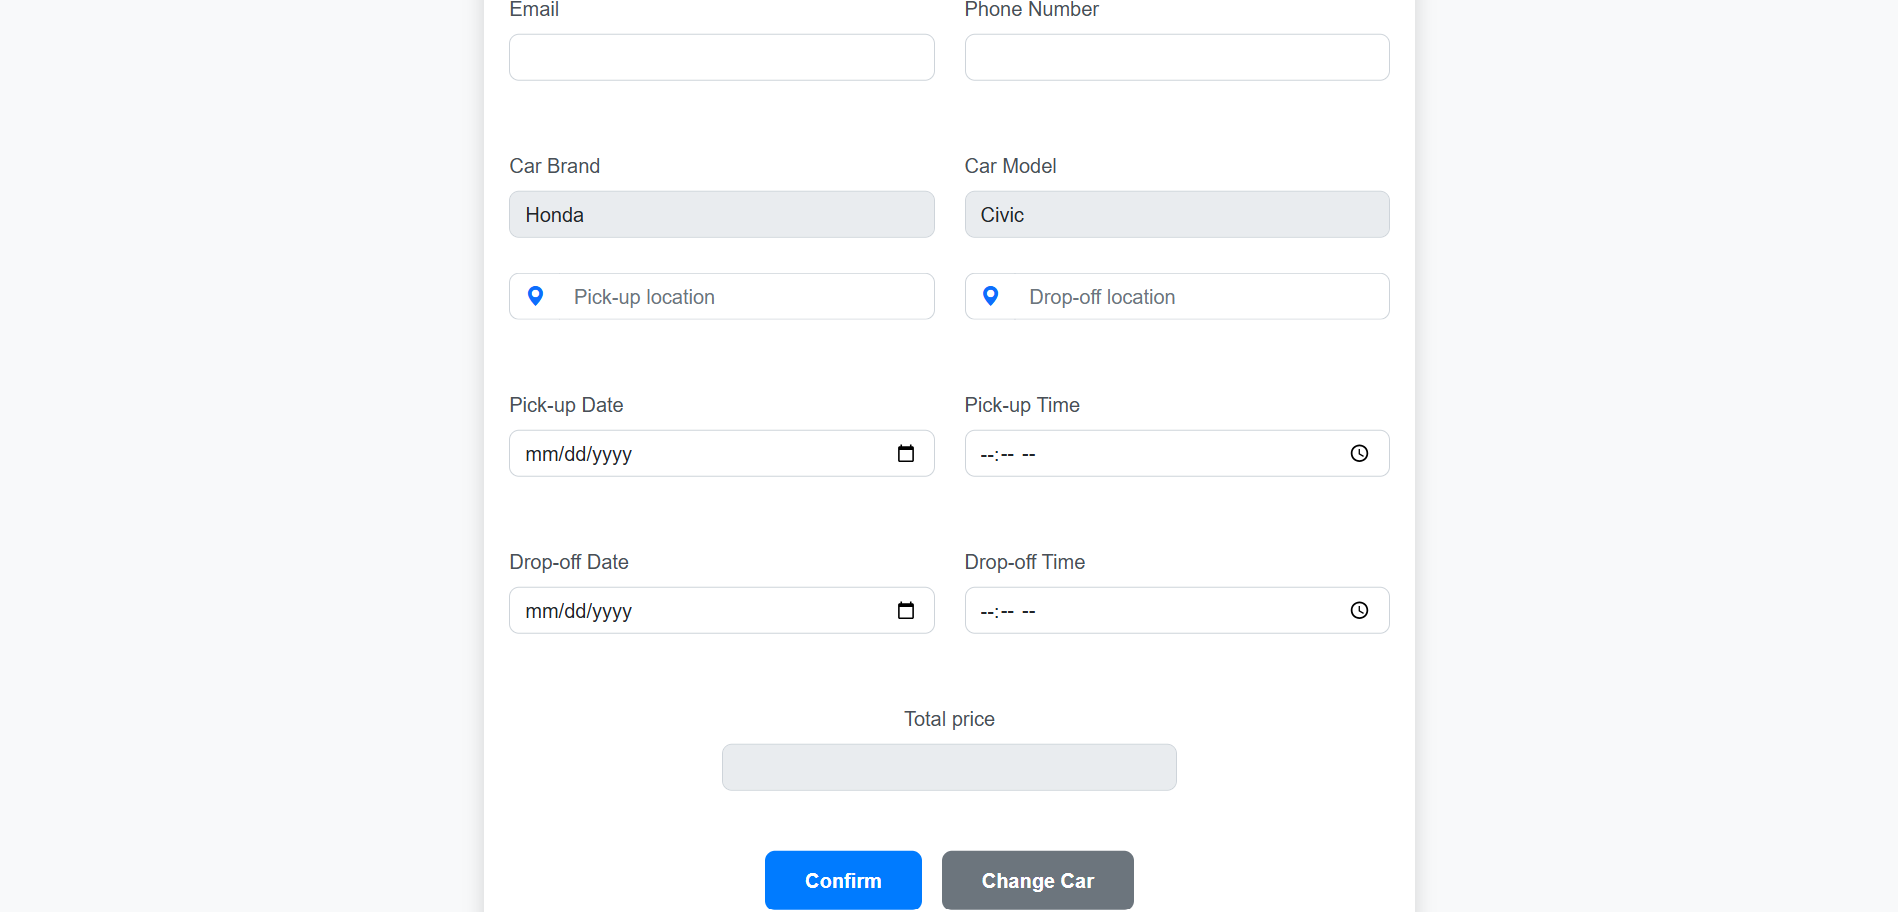 Email Phone Number
Car Brand Car Model
Honda Civic
Pick-up location Drop-off location
Pick-up Date Pick-up Time
mm/dd/yyyy --:-- --
Drop-off Date Drop-off Time
mm/dd/yyyy --:-- --
Total price
Confirm Change Car